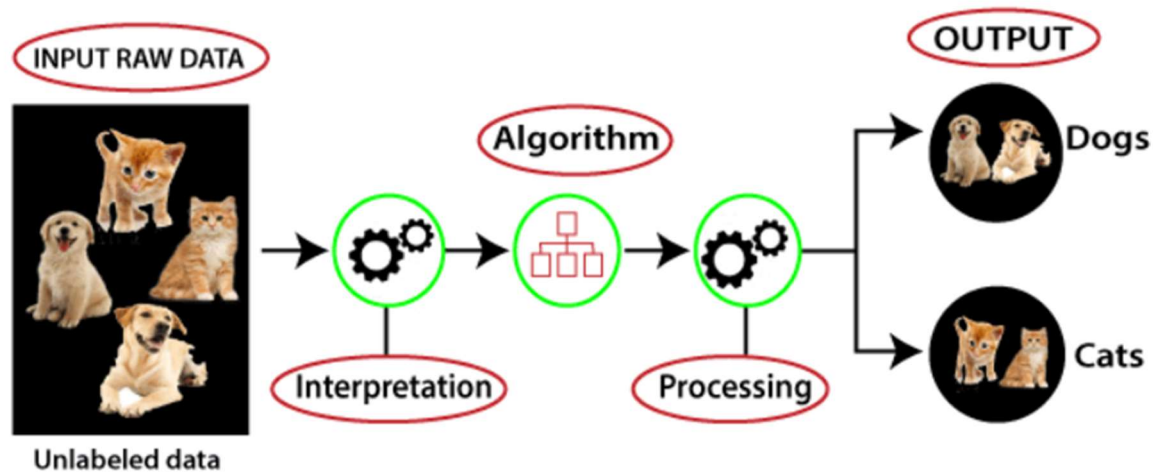 INPUT RAW DATA
OUTPUT
Algorithm
Dogs
Interpretation
Processing
Cats
Unlabeled data